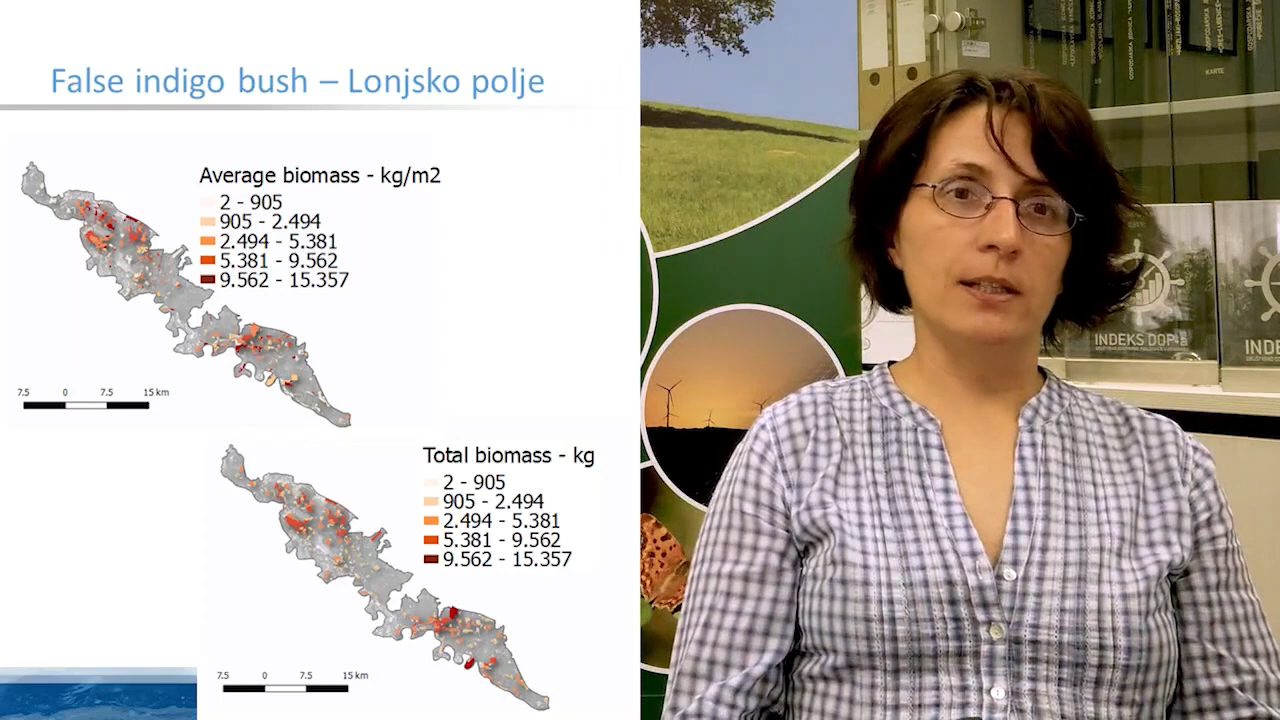 False indigo bush – Lonjsko polje
Average biomass - kg/m2
2 - 905
905 - 2.494
2.494 - 5.381
5.381 - 9.562
9.562 - 15.357
7.5 0 7.5 15 km
Total biomass - kg
2 - 905
905 - 2.494
2.494 - 5.381
5.381 - 9.562
9.562 - 15.357
7.5 0 7.5 15 km
KARTE
INDEKS DOP
INDE